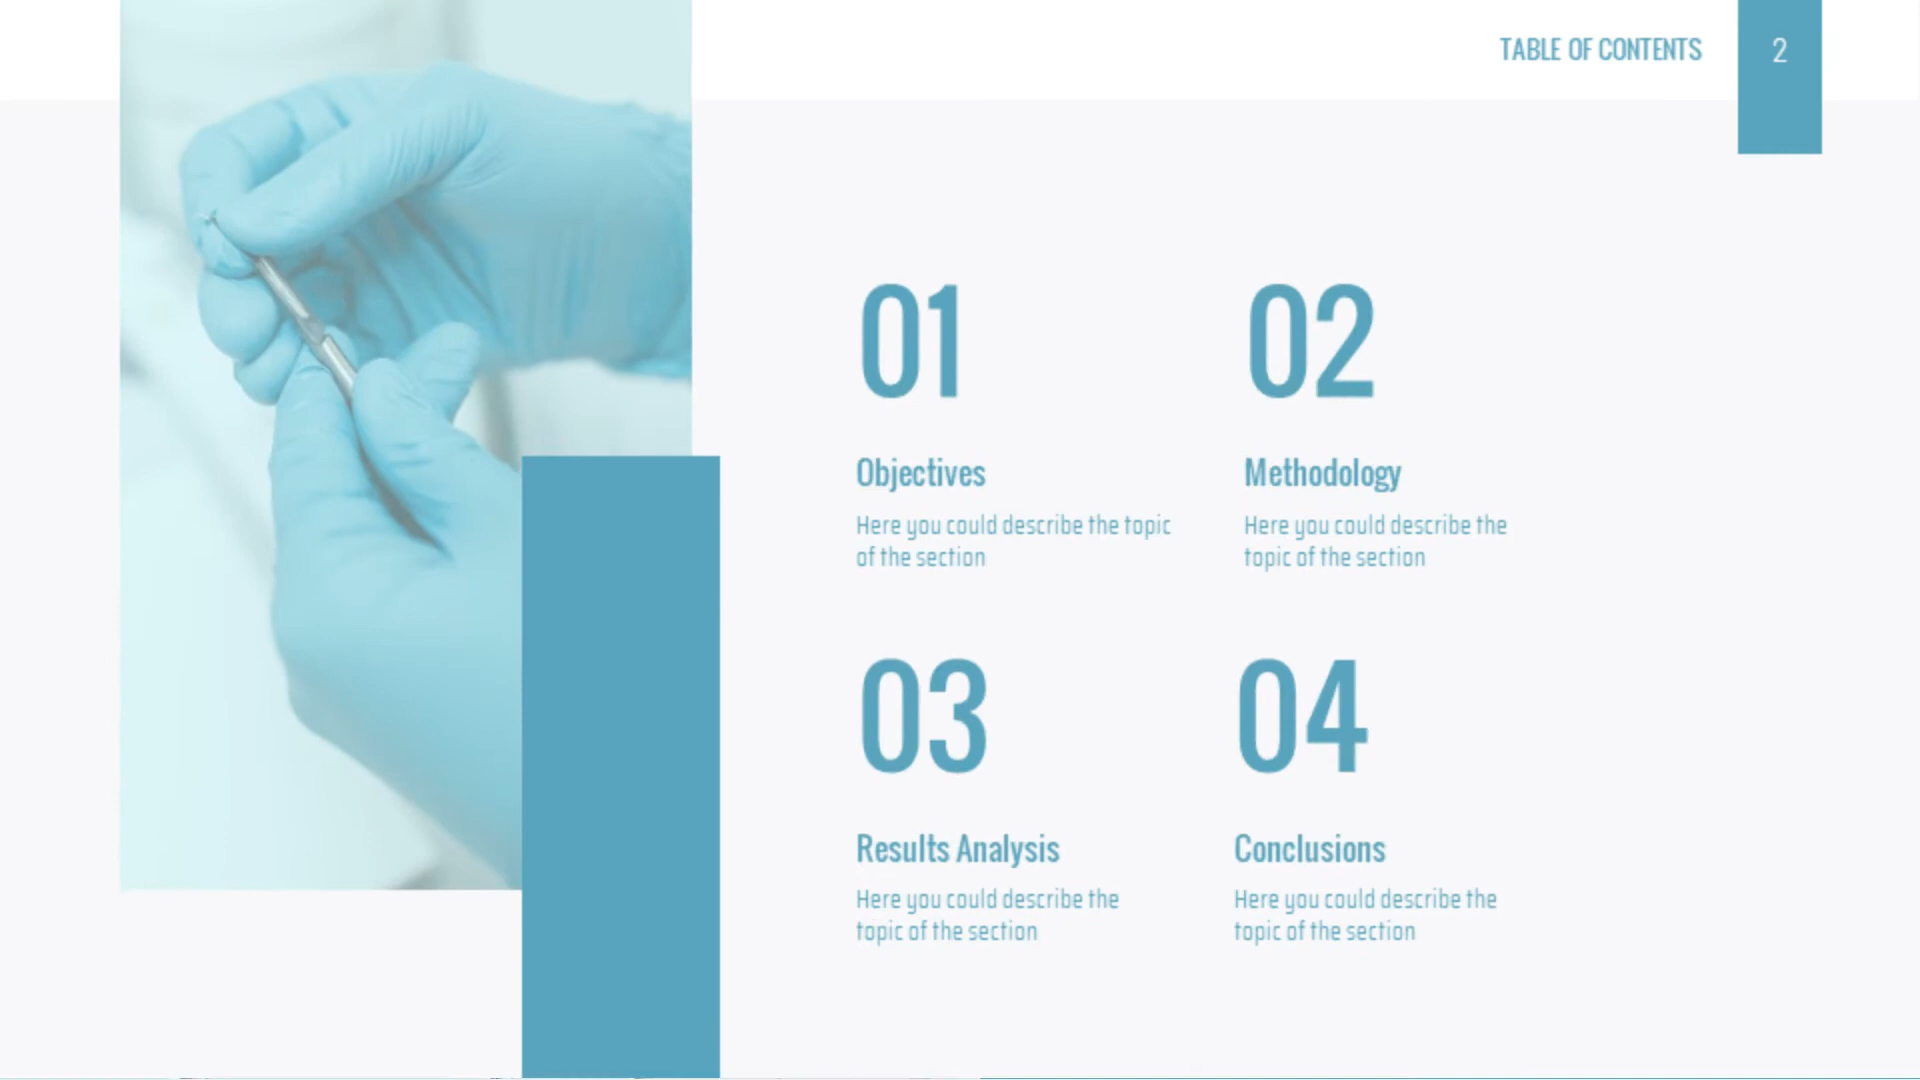 TABLE OF CONTENTS
2
01
Objectives
Here you could describe the topic
of the section
02
Methodology
Here you could describe the
topic of the section
03
Results Analysis
Here you could describe the
topic of the section
04
Conclusions
Here you could describe the
topic of the section